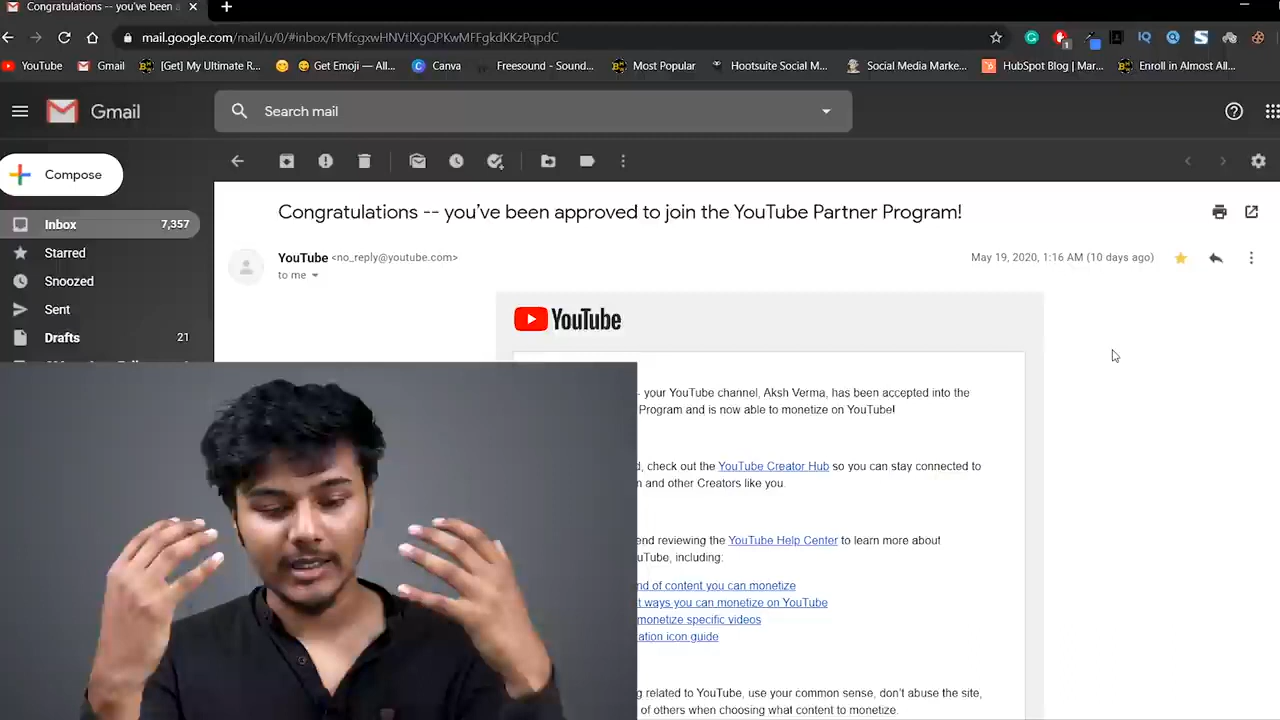 Congratulations -- you've been a
mail.google.com/mail/u/0/#inbox/FMfcgxwHNVtlXgQPKwMFFgkdKKzPqpdC
YouTube
Gmail
[Get] My Ultimate R...
Get Emoji — All...
Canva
Freesound - Soun...
Most Popular
Hootsuite Social M...
Social Media Marke...
HubSpot Blog | Mar...
Enroll in Almost All...
Gmail
Search mail
Compose
Inbox 7,357
Starred
Snoozed
Sent
Drafts 21
Congratulations -- you've been approved to join the YouTube Partner Program!
YouTube <no_reply@youtube.com>
May 19, 2020, 1:16 AM (10 days ago)
to me
YouTube
- your YouTube channel, Aksh Verma, has been accepted into the
Program and is now able to monetize on YouTube!
d, check out the YouTube Creator Hub so you can stay connected to
n and other Creators like you.
end reviewing the YouTube Help Center to learn more about
uTube, including:
nd of content you can monetize
t ways you can monetize on YouTube
monetize specific videos
ation icon guide
g related to YouTube, use your common sense, don't abuse the site,
of others when choosing what content to monetize.